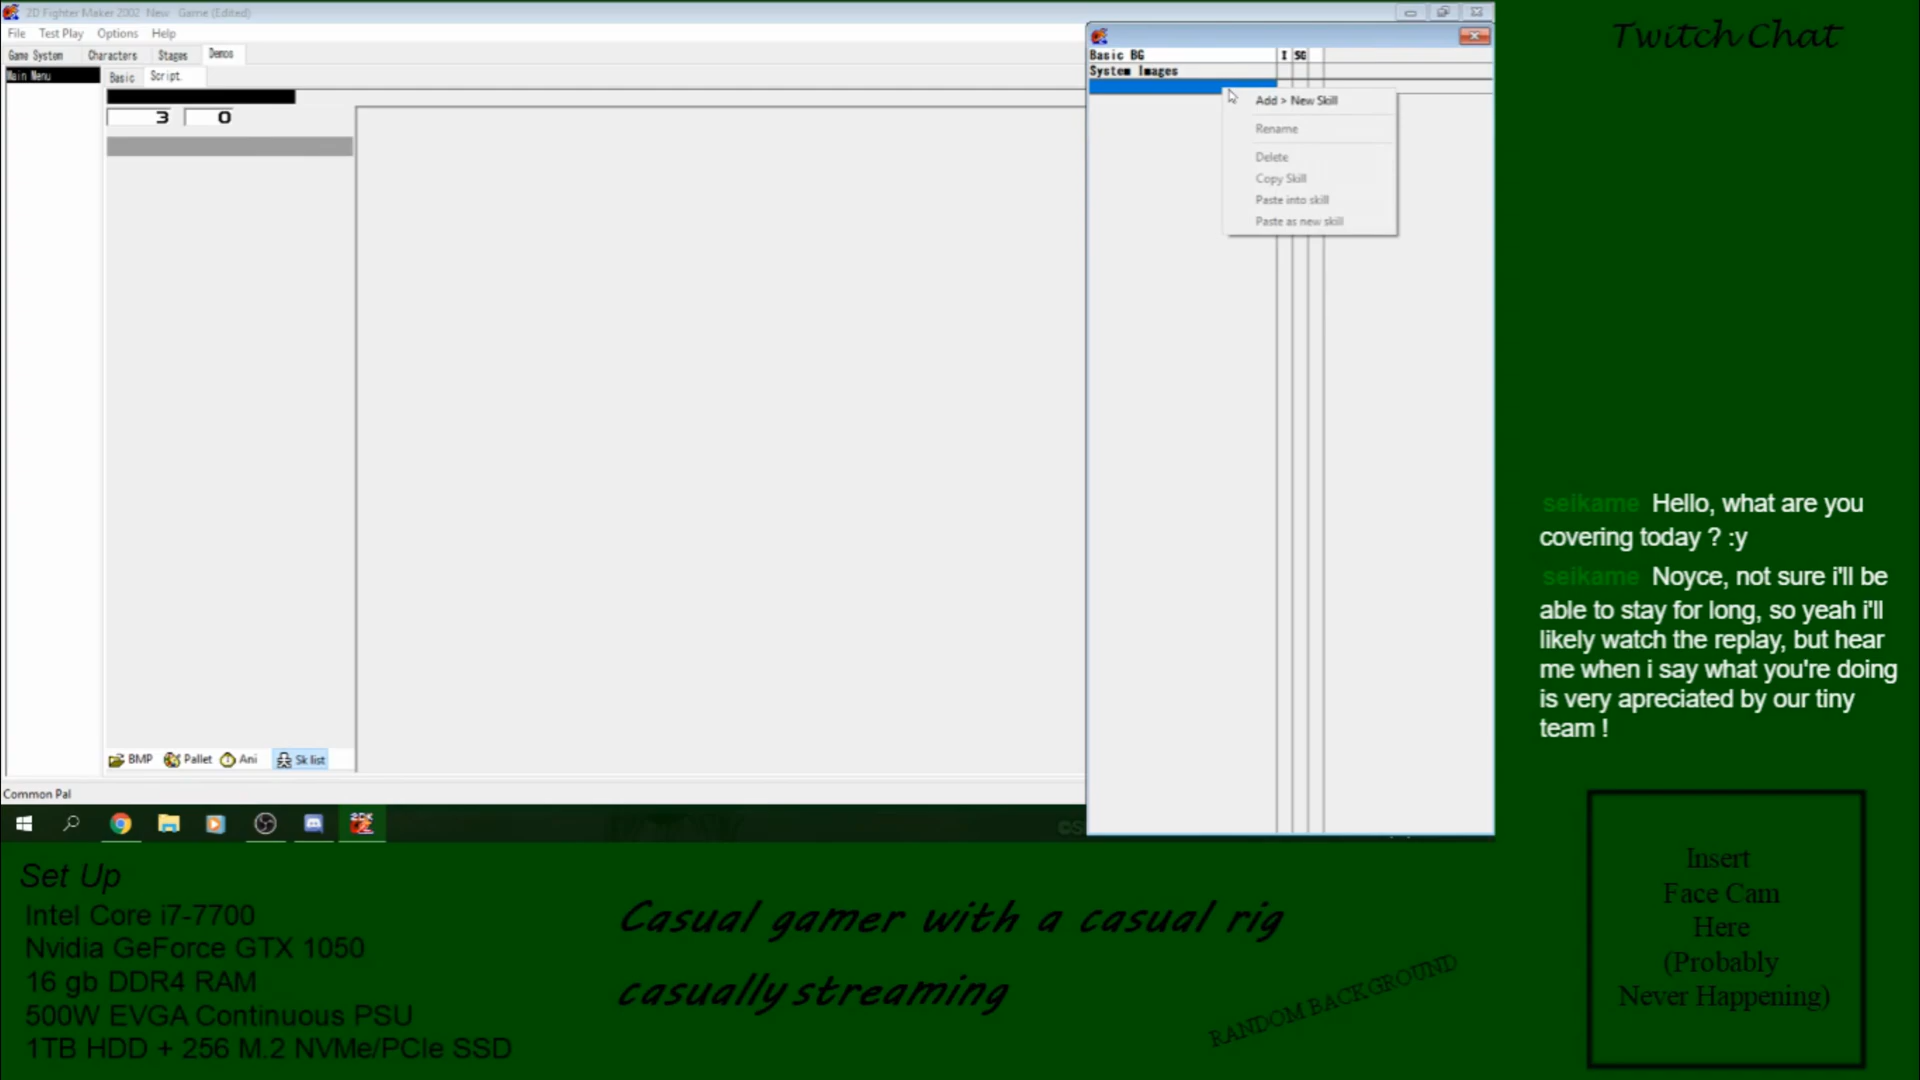 2D Fighter Maker 2002 New Game (Edited)
File Test Play Options Help
Game System Characters Stages Demos
Main Menu
Basic Script
3 0
Basic BG I SG
System Images
Add > New Skill
Rename
Delete
Copy Skill
Paste into skill
Paste as new skill
BMP Pallet Ani Sk list
Common Pal
Twitch Chat
seikame Hello, what are you
covering today ? :y
seikame Noyce, not sure i'll be
able to stay for long, so yeah i'll
likely watch the replay, but hear
me when i say what you're doing
is very apreciated by our tiny
team !
Set Up
Intel Core i7-7700
Nvidia GeForce GTX 1050
16 gb DDR4 RAM
500W EVGA Continuous PSU
1TB HDD + 256 M.2 NVMe/PCIe SSD
Casual gamer with a casual rig
casually streaming
RANDOM BACKGROUND
Insert
Face Cam
Here
(Probably
Never Happening)